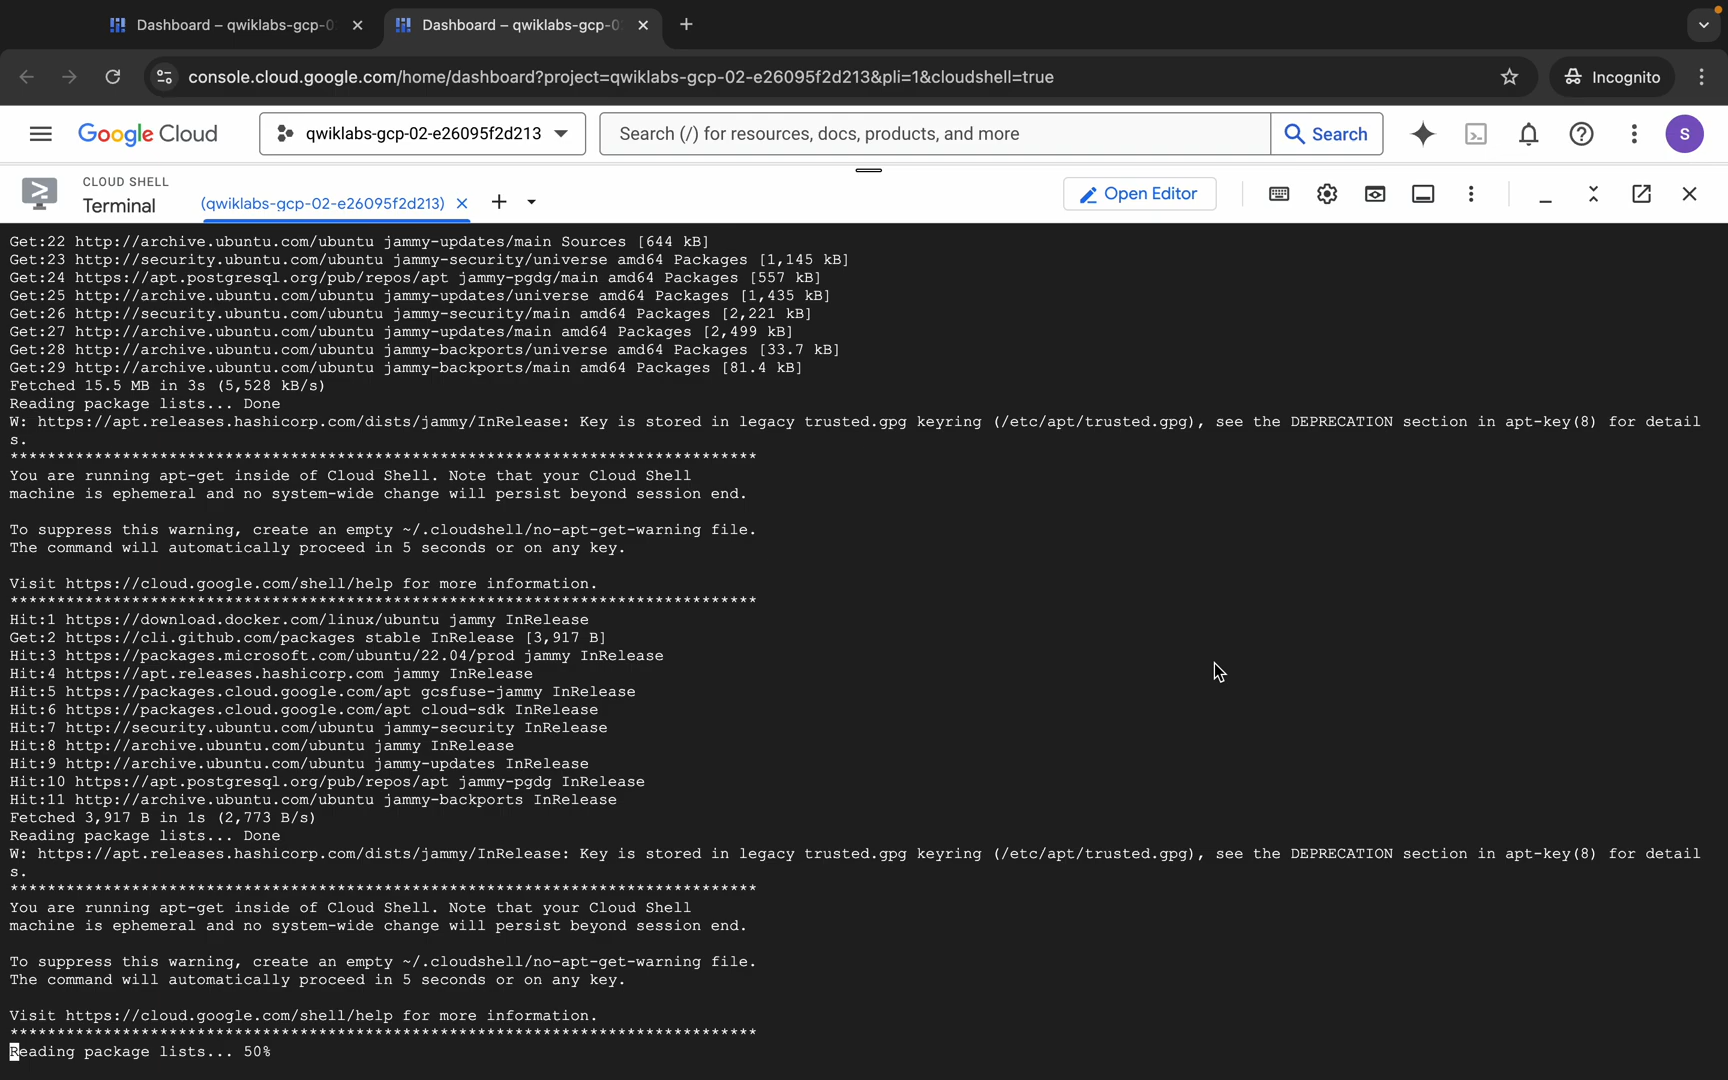 Dashboard – qwiklabs-gcp-0
Dashboard – qwiklabs-gcp-0
console.cloud.google.com/home/dashboard?project=qwiklabs-gcp-02-e26095f2d213&pli=1&cloudshell=true
Incognito
Google Cloud
qwiklabs-gcp-02-e26095f2d213
Search (/) for resources, docs, products, and more
Search
S
CLOUD SHELL
Terminal
(qwiklabs-gcp-02-e26095f2d213)
Open Editor
Get:22 http://archive.ubuntu.com/ubuntu jammy-updates/main Sources [644 kB]
Get:23 http://security.ubuntu.com/ubuntu jammy-security/universe amd64 Packages [1,145 kB]
Get:24 https://apt.postgresql.org/pub/repos/apt jammy-pgdg/main amd64 Packages [557 kB]
Get:25 http://archive.ubuntu.com/ubuntu jammy-updates/universe amd64 Packages [1,435 kB]
Get:26 http://security.ubuntu.com/ubuntu jammy-security/main amd64 Packages [2,221 kB]
Get:27 http://archive.ubuntu.com/ubuntu jammy-updates/main amd64 Packages [2,499 kB]
Get:28 http://archive.ubuntu.com/ubuntu jammy-backports/universe amd64 Packages [33.7 kB]
Get:29 http://archive.ubuntu.com/ubuntu jammy-backports/main amd64 Packages [81.4 kB]
Fetched 15.5 MB in 3s (5,528 kB/s)
Reading package lists... Done
W: https://apt.releases.hashicorp.com/dists/jammy/InRelease: Key is stored in legacy trusted.gpg keyring (/etc/apt/trusted.gpg), see the DEPRECATION section in apt-key(8) for detail
s.
********************************************************************************
You are running apt-get inside of Cloud Shell. Note that your Cloud Shell
machine is ephemeral and no system-wide change will persist beyond session end.
To suppress this warning, create an empty ~/.cloudshell/no-apt-get-warning file.
The command will automatically proceed in 5 seconds or on any key.
Visit https://cloud.google.com/shell/help for more information.
********************************************************************************
Hit:1 https://download.docker.com/linux/ubuntu jammy InRelease
Get:2 https://cli.github.com/packages stable InRelease [3,917 B]
Hit:3 https://packages.microsoft.com/ubuntu/22.04/prod jammy InRelease
Hit:4 https://apt.releases.hashicorp.com jammy InRelease
Hit:5 https://packages.cloud.google.com/apt gcsfuse-jammy InRelease
Hit:6 https://packages.cloud.google.com/apt cloud-sdk InRelease
Hit:7 http://security.ubuntu.com/ubuntu jammy-security InRelease
Hit:8 http://archive.ubuntu.com/ubuntu jammy InRelease
Hit:9 http://archive.ubuntu.com/ubuntu jammy-updates InRelease
Hit:10 https://apt.postgresql.org/pub/repos/apt jammy-pgdg InRelease
Hit:11 http://archive.ubuntu.com/ubuntu jammy-backports InRelease
Fetched 3,917 B in 1s (2,773 B/s)
Reading package lists... Done
W: https://apt.releases.hashicorp.com/dists/jammy/InRelease: Key is stored in legacy trusted.gpg keyring (/etc/apt/trusted.gpg), see the DEPRECATION section in apt-key(8) for detail
s.
********************************************************************************
You are running apt-get inside of Cloud Shell. Note that your Cloud Shell
machine is ephemeral and no system-wide change will persist beyond session end.
To suppress this warning, create an empty ~/.cloudshell/no-apt-get-warning file.
The command will automatically proceed in 5 seconds or on any key.
Visit https://cloud.google.com/shell/help for more information.
********************************************************************************
Reading package lists... 50%